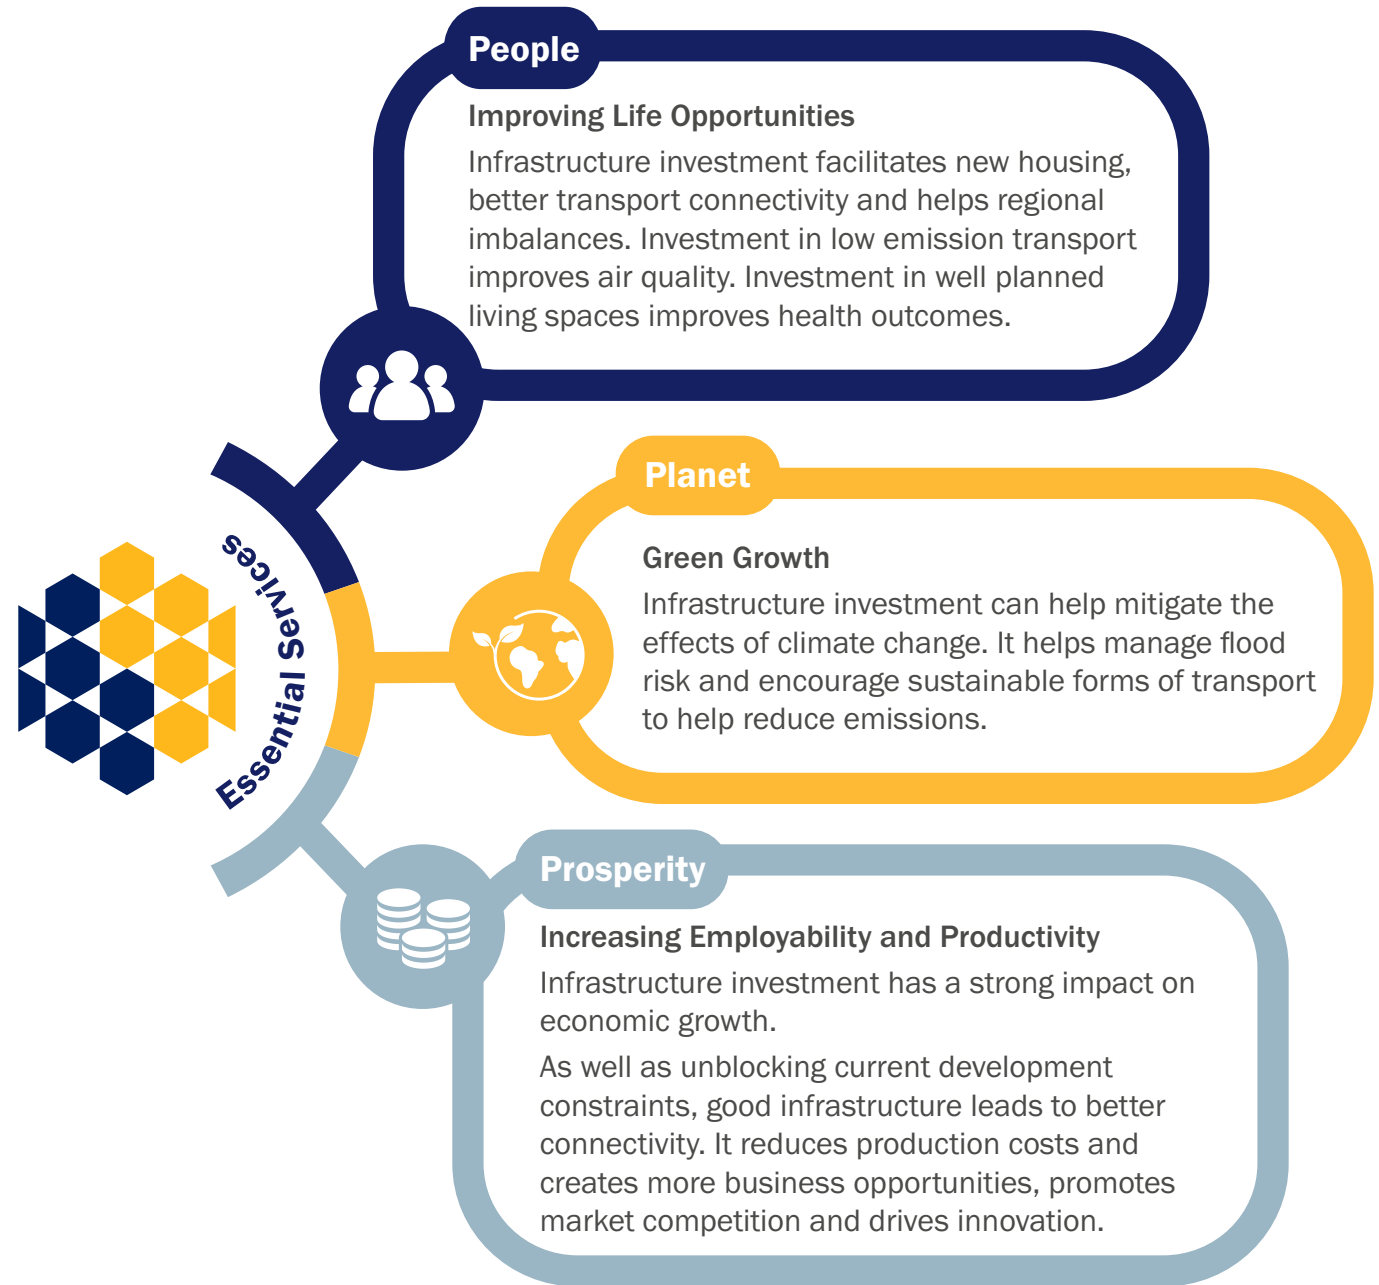 People
Improving Life Opportunities
Infrastructure investment facilitates new housing,
better transport connectivity and helps regional
imbalances. Investment in low emission transport
improves air quality. Investment in well planned
living spaces improves health outcomes.
Essential Services
Planet
Green Growth
Infrastructure investment can help mitigate the
effects of climate change. It helps manage flood
risk and encourage sustainable forms of transport
to help reduce emissions.
Prosperity
Increasing Employability and Productivity
Infrastructure investment has a strong impact on
economic growth.
As well as unblocking current development
constraints, good infrastructure leads to better
connectivity. It reduces production costs and
creates more business opportunities, promotes
market competition and drives innovation.